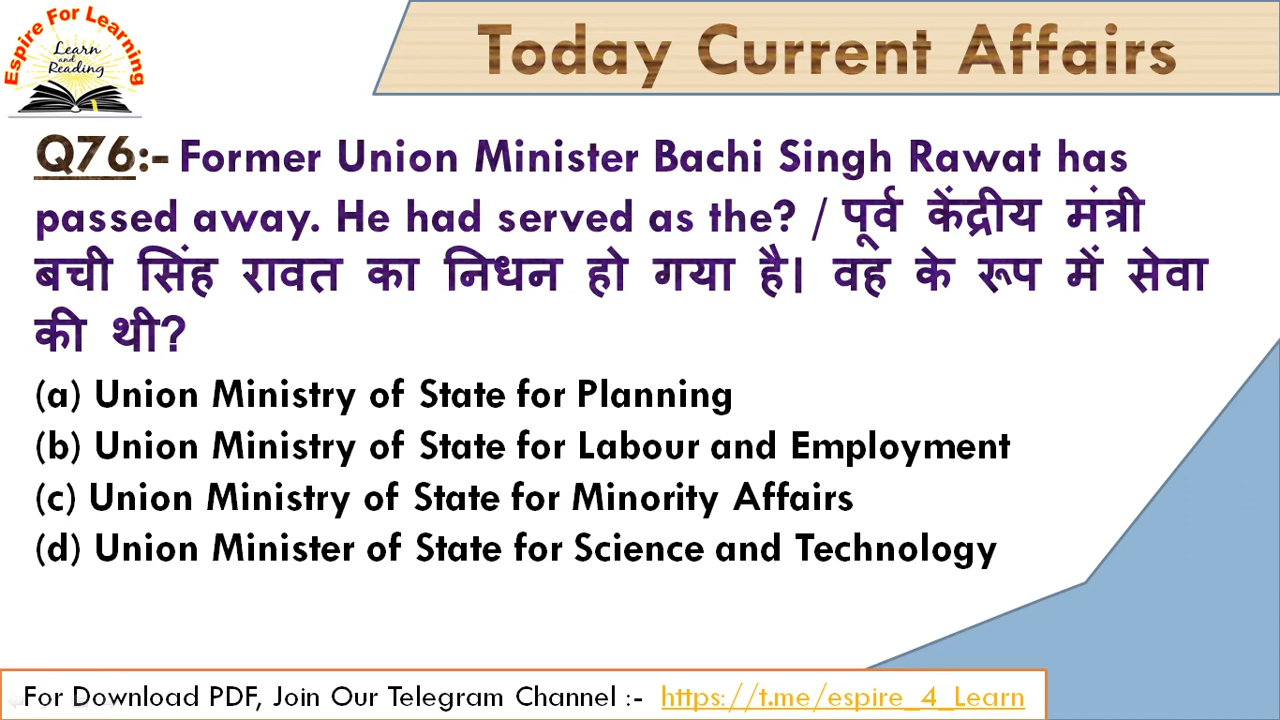 Espire For Learning
Learn
and
Reading
Today Current Affairs
Q76:- Former Union Minister Bachi Singh Rawat has
passed away. He had served as the? / पूर्व केंद्रीय मंत्री
बची सिंह रावत का निधन हो गया है। वह के रूप में सेवा
की थी?
(a) Union Ministry of State for Planning
(b) Union Ministry of State for Labour and Employment
(c) Union Ministry of State for Minority Affairs
(d) Union Minister of State for Science and Technology
For Download PDF, Join Our Telegram Channel :- https://t.me/espire_4_Learn